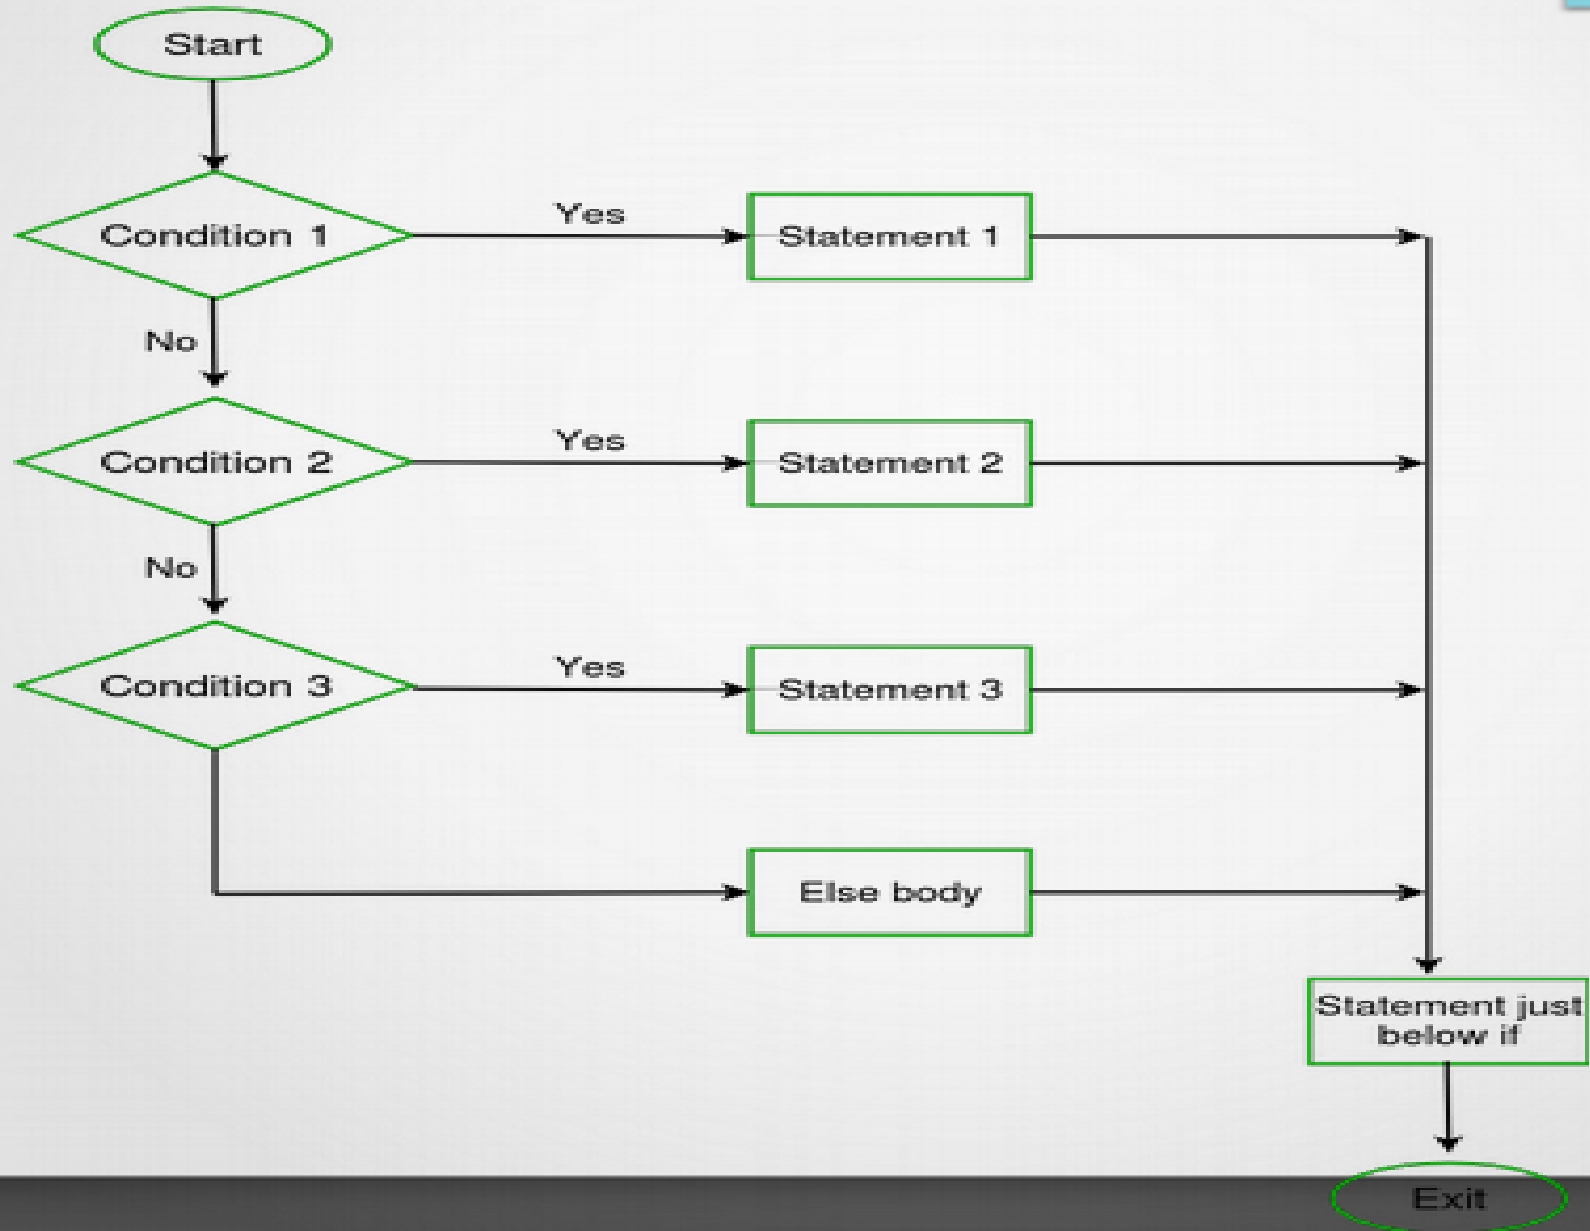 Start
Condition 1
Yes
Statement 1
No
Condition 2
Yes
Statement 2
No
Condition 3
Yes
Statement 3
Else body
Statement just
below if
Exit